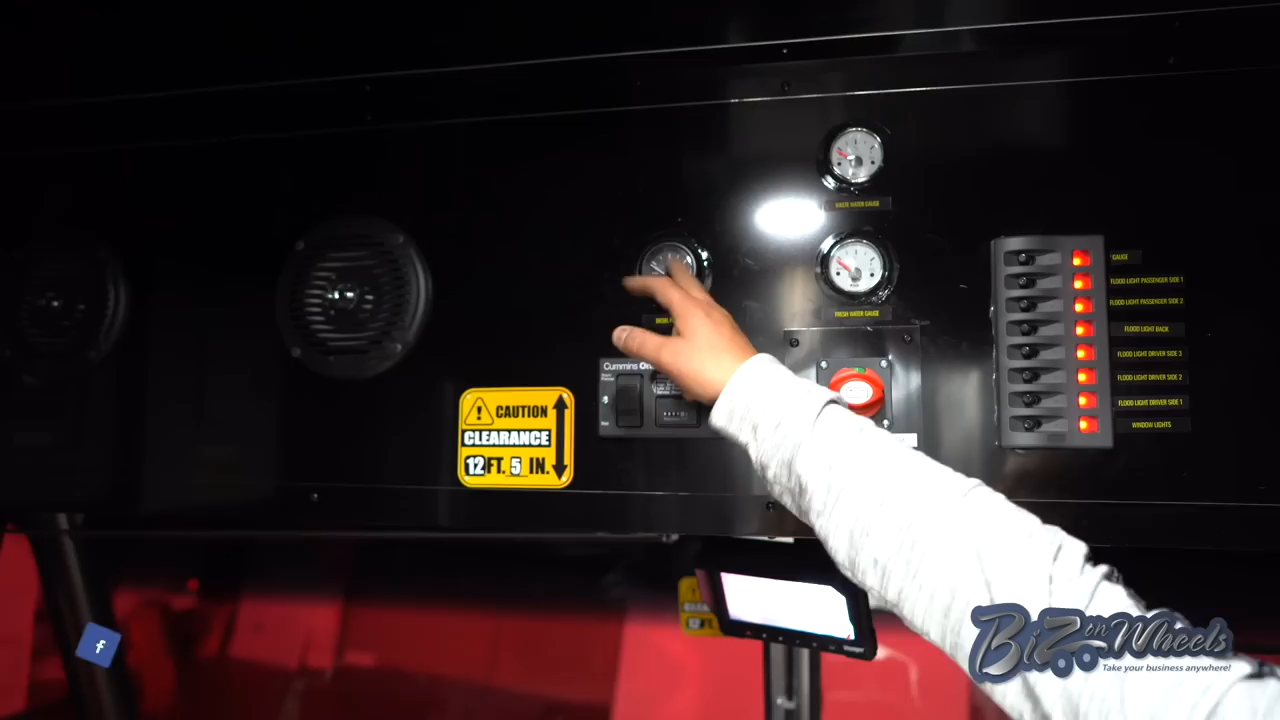 WASTE WATER GAUGE
FRESH WATER GAUGE
Cummins
CAUTION
CLEARANCE
12 FT. 5 IN.
GAUGE
FLOOD LIGHT PASSENGER SIDE 1
FLOOD LIGHT PASSENGER SIDE 2
FLOOD LIGHT BACK
FLOOD LIGHT DRIVER SIDE 3
FLOOD LIGHT DRIVER SIDE 2
FLOOD LIGHT DRIVER SIDE 1
WINDOW LIGHTS
f
BiZ on Wheels
Take your business anywhere!